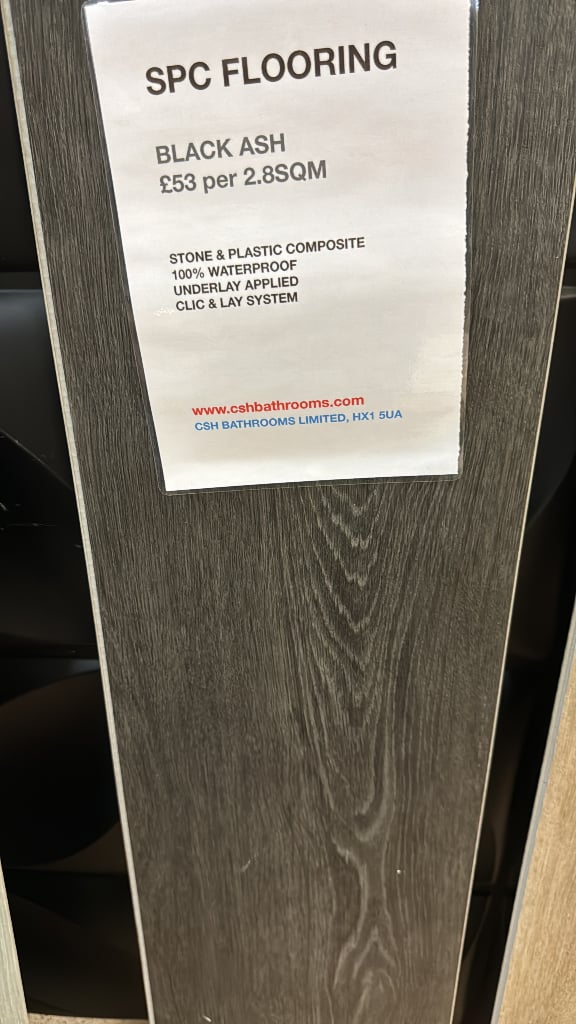 SPC FLOORING
BLACK ASH
£53 per 2.8SQM
STONE & PLASTIC COMPOSITE
100% WATERPROOF
UNDERLAY APPLIED
CLIC & LAY SYSTEM
www.cshbathrooms.com
CSH BATHROOMS LIMITED, HX1 5UA